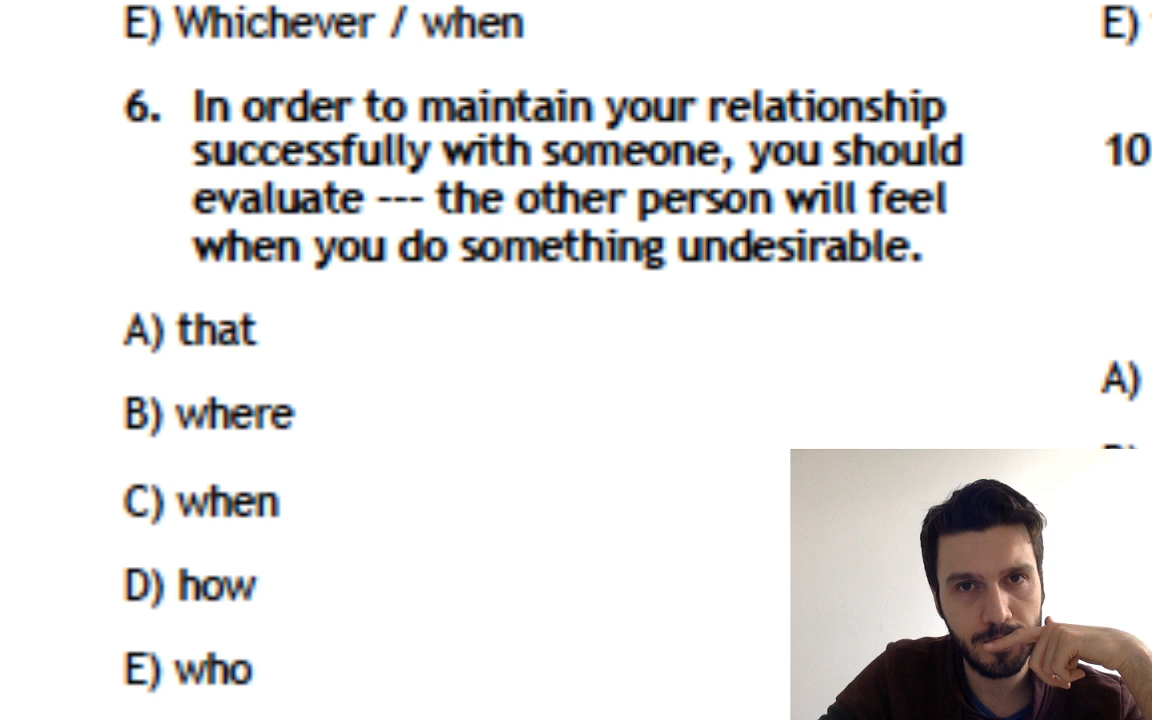 E) Whichever / when
6. In order to maintain your relationship
successfully with someone, you should
evaluate --- the other person will feel
when you do something undesirable.
A) that
B) where
C) when
D) how
E) who
E)
10
A)